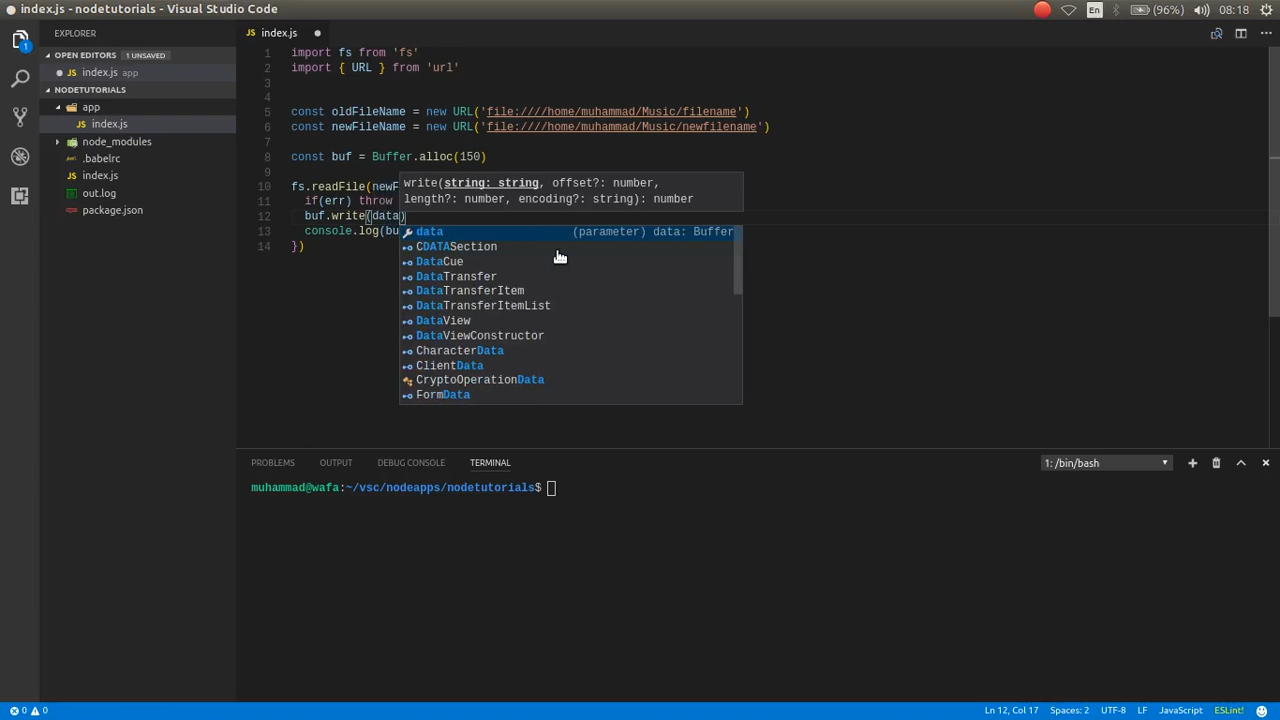 index.js - nodetutorials - Visual Studio Code
En
(96%)
08:18
EXPLORER
OPEN EDITORS 1 UNSAVED
JS index.js app
NODETUTORIALS
app
JS index.js
node_modules
.babelrc
JS index.js
out.log
package.json
1
JS index.js
1 import fs from 'fs'
2 import { URL } from 'url'
3
4
5 const oldFileName = new URL('file:////home/muhammad/Music/filename')
6 const newFileName = new URL('file:////home/muhammad/Music/newfilename')
7
8 const buf = Buffer.alloc(150)
9
10 fs.readFile(newF
11 if(err) throw
12 buf.write(data)
13 console.log(bu
14 })
write(string: string, offset?: number,
length?: number, encoding?: string): number
data (parameter) data: Buffer
CDATASection
DataCue
DataTransfer
DataTransferItem
DataTransferItemList
DataView
DataViewConstructor
CharacterData
ClientData
CryptoOperationData
FormData
PROBLEMS OUTPUT DEBUG CONSOLE TERMINAL
1: /bin/bash
muhammad@wafa:~/vsc/nodeapps/nodetutorials$
0 0
Ln 12, Col 17 Spaces: 2 UTF-8 LF JavaScript ESLint!